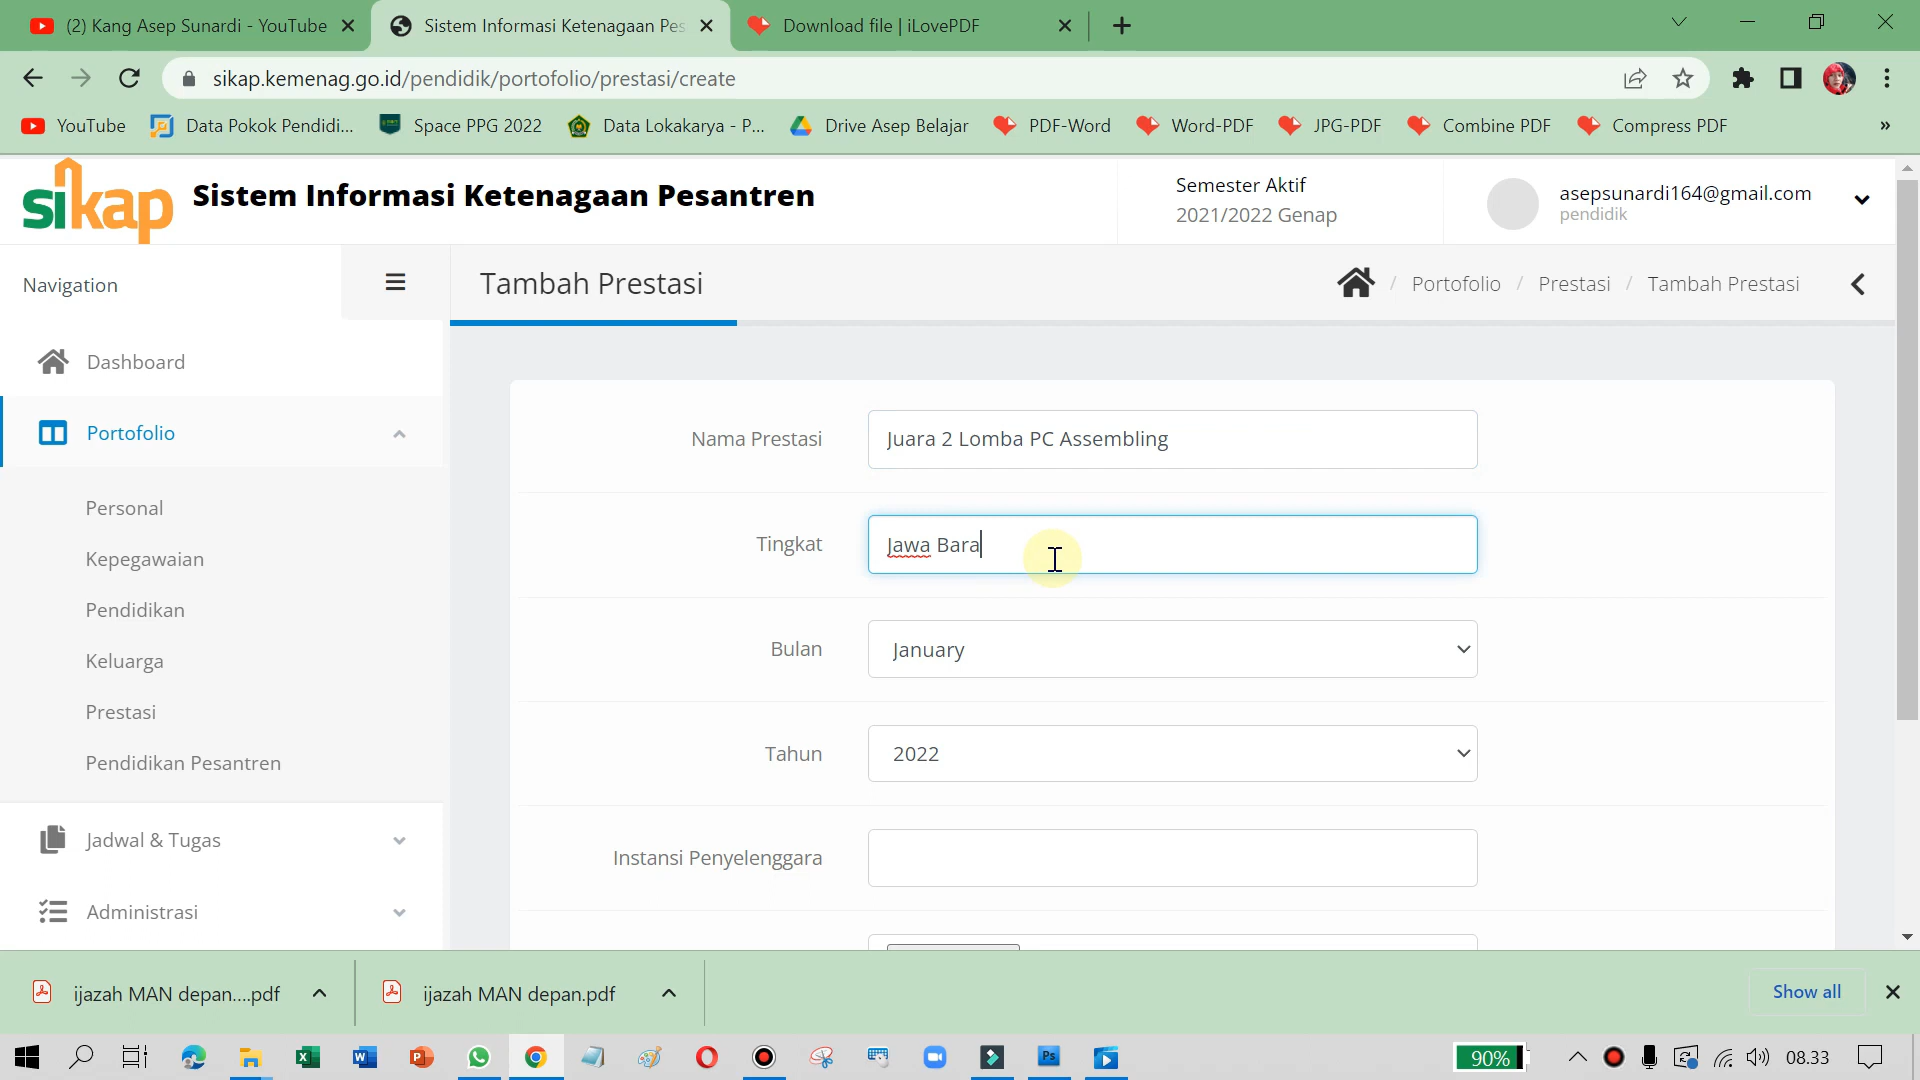 (2) Kang Asep Sunardi - YouTube
Sistem Informasi Ketenagaan Pes
Download file | iLovePDF
sikap.kemenag.go.id/pendidik/portofolio/prestasi/create
YouTube
Data Pokok Pendidi...
Space PPG 2022
Data Lokakarya - P...
Drive Asep Belajar
PDF-Word
Word-PDF
JPG-PDF
Combine PDF
Compress PDF
»
sikap
Sistem Informasi Ketenagaan Pesantren
Semester Aktif
2021/2022 Genap
asepsunardi164@gmail.com
pendidik
Navigation
Tambah Prestasi
/ Portofolio / Prestasi / Tambah Prestasi
Dashboard
Portofolio
Personal
Kepegawaian
Pendidikan
Keluarga
Prestasi
Pendidikan Pesantren
Jadwal & Tugas
Administrasi
Nama Prestasi
Juara 2 Lomba PC Assembling
Tingkat
Jawa Bara
Bulan
January
Tahun
2022
Instansi Penyelenggara
ijazah MAN depan....pdf
ijazah MAN depan.pdf
Show all
90%
08.33